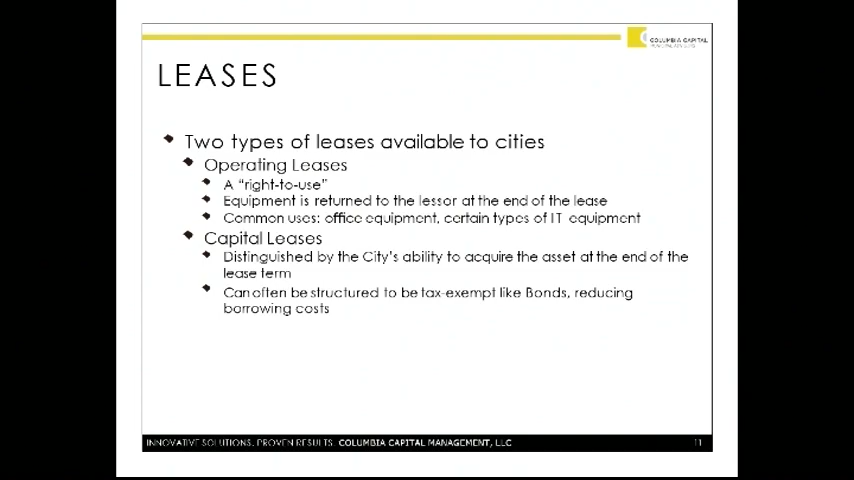 COLUMBIA CAPITAL
LEASES
Two types of leases available to cities
Operating Leases
A “right-to-use”
Equipment is returned to the lessor at the end of the lease
Common uses: office equipment, certain types of IT equipment
Capital Leases
Distinguished by the City’s ability to acquire the asset at the end of the
lease term
Can often be structured to be tax-exempt like Bonds, reducing
borrowing costs
INNOVATIVE SOLUTIONS. PROVEN RESULTS. COLUMBIA CAPITAL MANAGEMENT, LLC 11